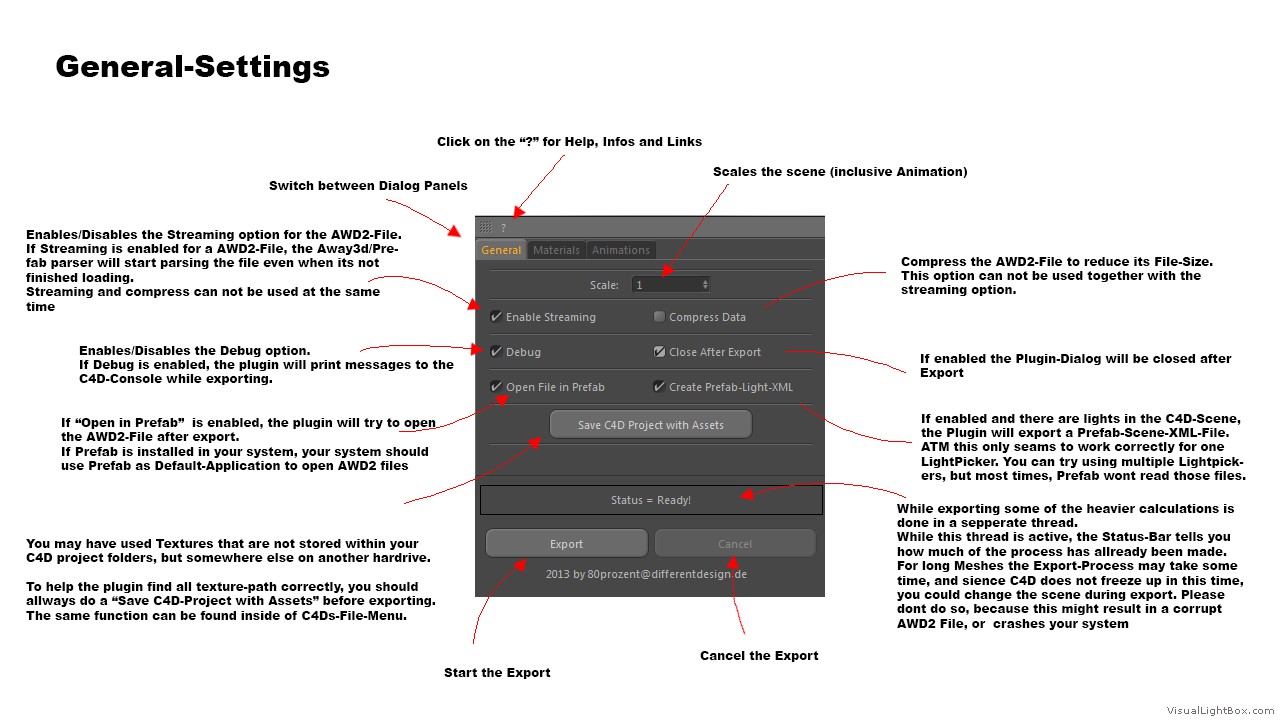 General-Settings
Click on the “?” for Help, Infos and Links
Scales the scene (inclusive Animation)
Switch between Dialog Panels
Enables/Disables the Streaming option for the AWD2-File.
If Streaming is enabled for a AWD2-File, the Away3d/Pre-
fab parser will start parsing the file even when its not
finished loading.
Streaming and compress can not be used at the same
time
Enables/Disables the Debug option.
If Debug is enabled, the plugin will print messages to the
C4D-Console while exporting.
If “Open in Prefab”  is enabled, the plugin will try to open
the AWD2-File after export.
If Prefab is installed in your system, your system should
use Prefab as Default-Application to open AWD2 files
You may have used Textures that are not stored within your
C4D project folders, but somewhere else on another hardrive.
To help the plugin find all texture-path correctly, you should
allways do a “Save C4D-Project with Assets” before exporting.
The same function can be found inside of C4Ds-File-Menu.
?
General
Materials
Animations
Scale:
1
Enable Streaming
Compress Data
Debug
Close After Export
Open File in Prefab
Create Prefab-Light-XML
Save C4D Project with Assets
Status = Ready!
Export
Cancel
2013 by 80prozent@differentdesign.de
Compress the AWD2-File to reduce its File-Size.
This option can not be used together with the
streaming option.
If enabled the Plugin-Dialog will be closed after
Export
If enabled and there are lights in the C4D-Scene,
the Plugin will export a Prefab-Scene-XML-File.
ATM this only seams to work correctly for one
LightPicker. You can try using multiple Lightpick-
ers, but most times, Prefab wont read those files.
While exporting some of the heavier calculations is
done in a sepperate thread.
While this thread is active, the Status-Bar tells you
how much of the process has allready been made.
For long Meshes the Export-Process may take some
time, and sience C4D does not freeze up in this time,
you could change the scene during export. Please
dont do so, because this might result in a corrupt
AWD2 File, or  crashes your system
Start the Export
Cancel the Export
VisualLightBox.com